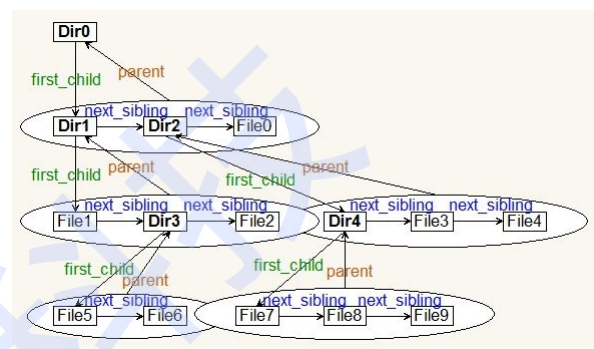 Dir0
first_child parent
next_sibling next_sibling
Dir1 Dir2 File0
first_child parent first_child parent
next_sibling next_sibling next_sibling next_sibling
File1 Dir3 File2 Dir4 File3 File4
first_child parent first_child parent
next_sibling next_sibling next_sibling
File5 File6 File7 File8 File9